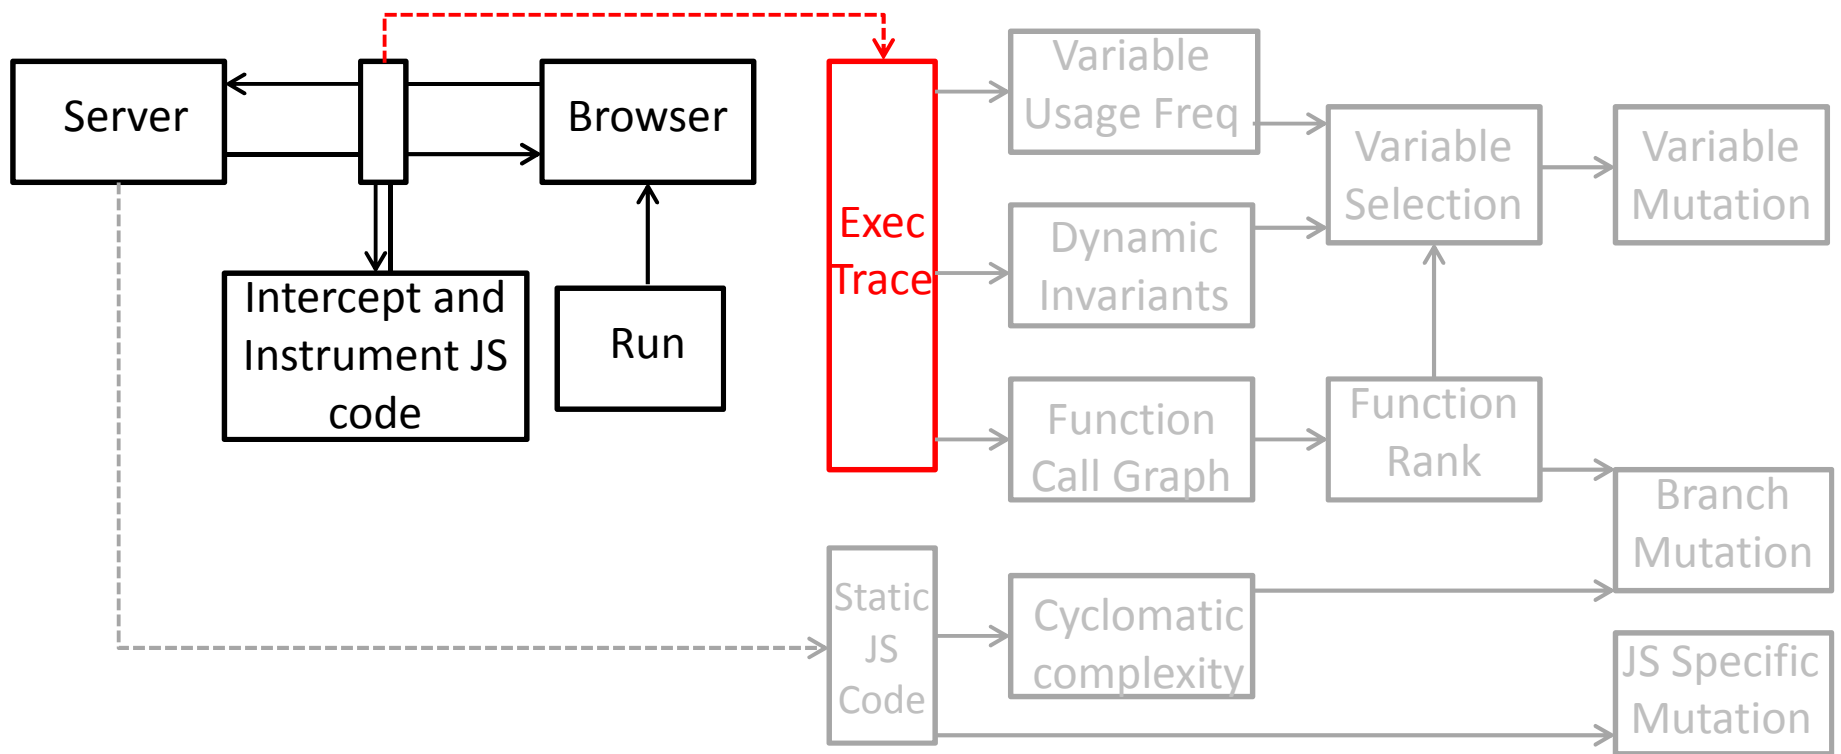 Server
Browser
Intercept and
Instrument JS
code
Run
Exec
Trace
Variable
Usage Freq
Dynamic
Invariants
Function
Call Graph
Variable
Selection
Function
Rank
Variable
Mutation
Branch
Mutation
Static
JS
Code
Cyclomatic
complexity
JS Specific
Mutation